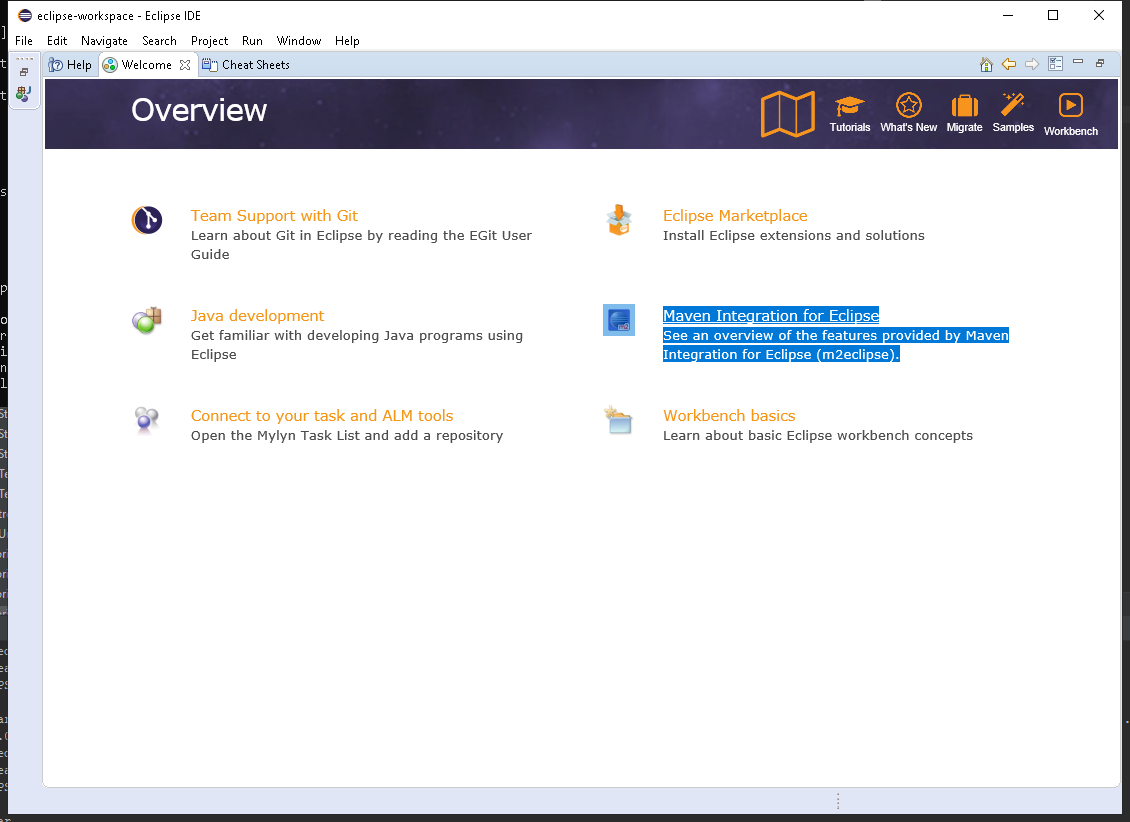 eclipse-workspace - Eclipse IDE
File Edit Navigate Search Project Run Window Help
Help Welcome Cheat Sheets
Overview
Tutorials What's New Migrate Samples Workbench
Team Support with Git
Learn about Git in Eclipse by reading the EGit User
Guide
Eclipse Marketplace
Install Eclipse extensions and solutions
Java development
Get familiar with developing Java programs using
Eclipse
Maven Integration for Eclipse
See an overview of the features provided by Maven
Integration for Eclipse (m2eclipse).
Connect to your task and ALM tools
Open the Mylyn Task List and add a repository
Workbench basics
Learn about basic Eclipse workbench concepts